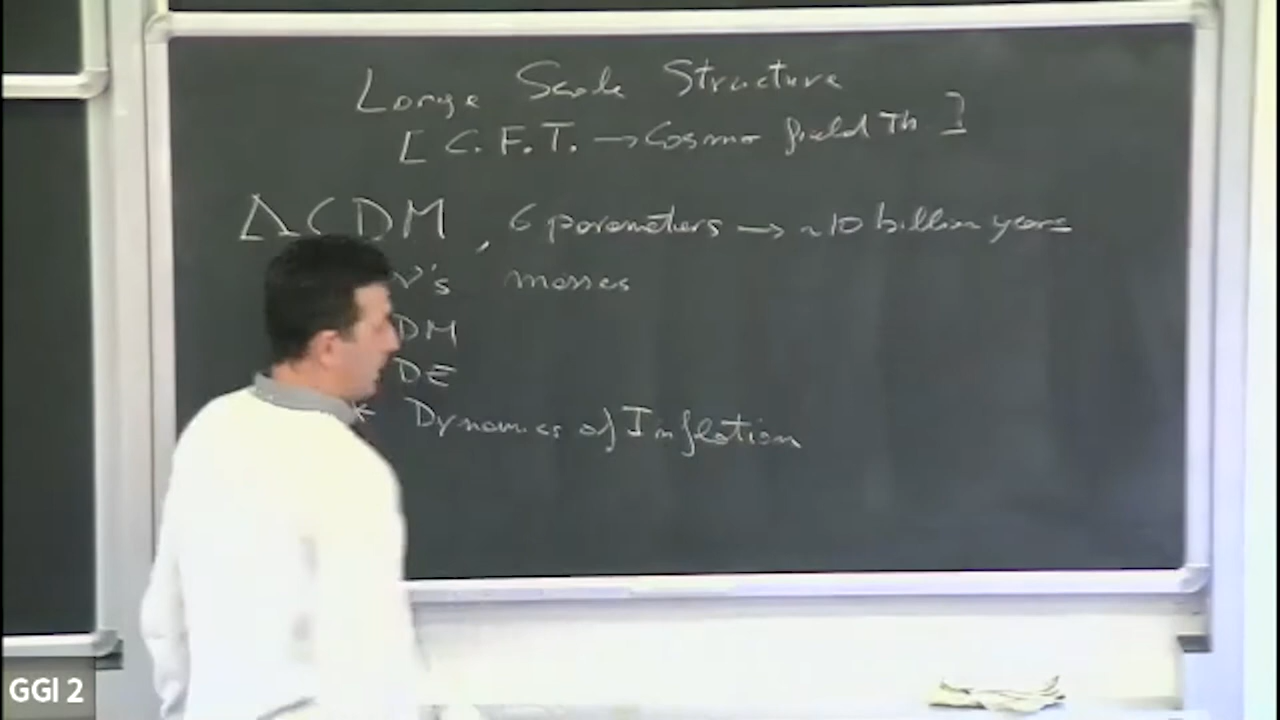 Large Scale Structure
[ C.F.T. → Cosmo field Th ]
ΛCDM, 6 parameters → ~10 billion years
ν's masses
DM
DE
* Dynamics of Inflation
GGI 2